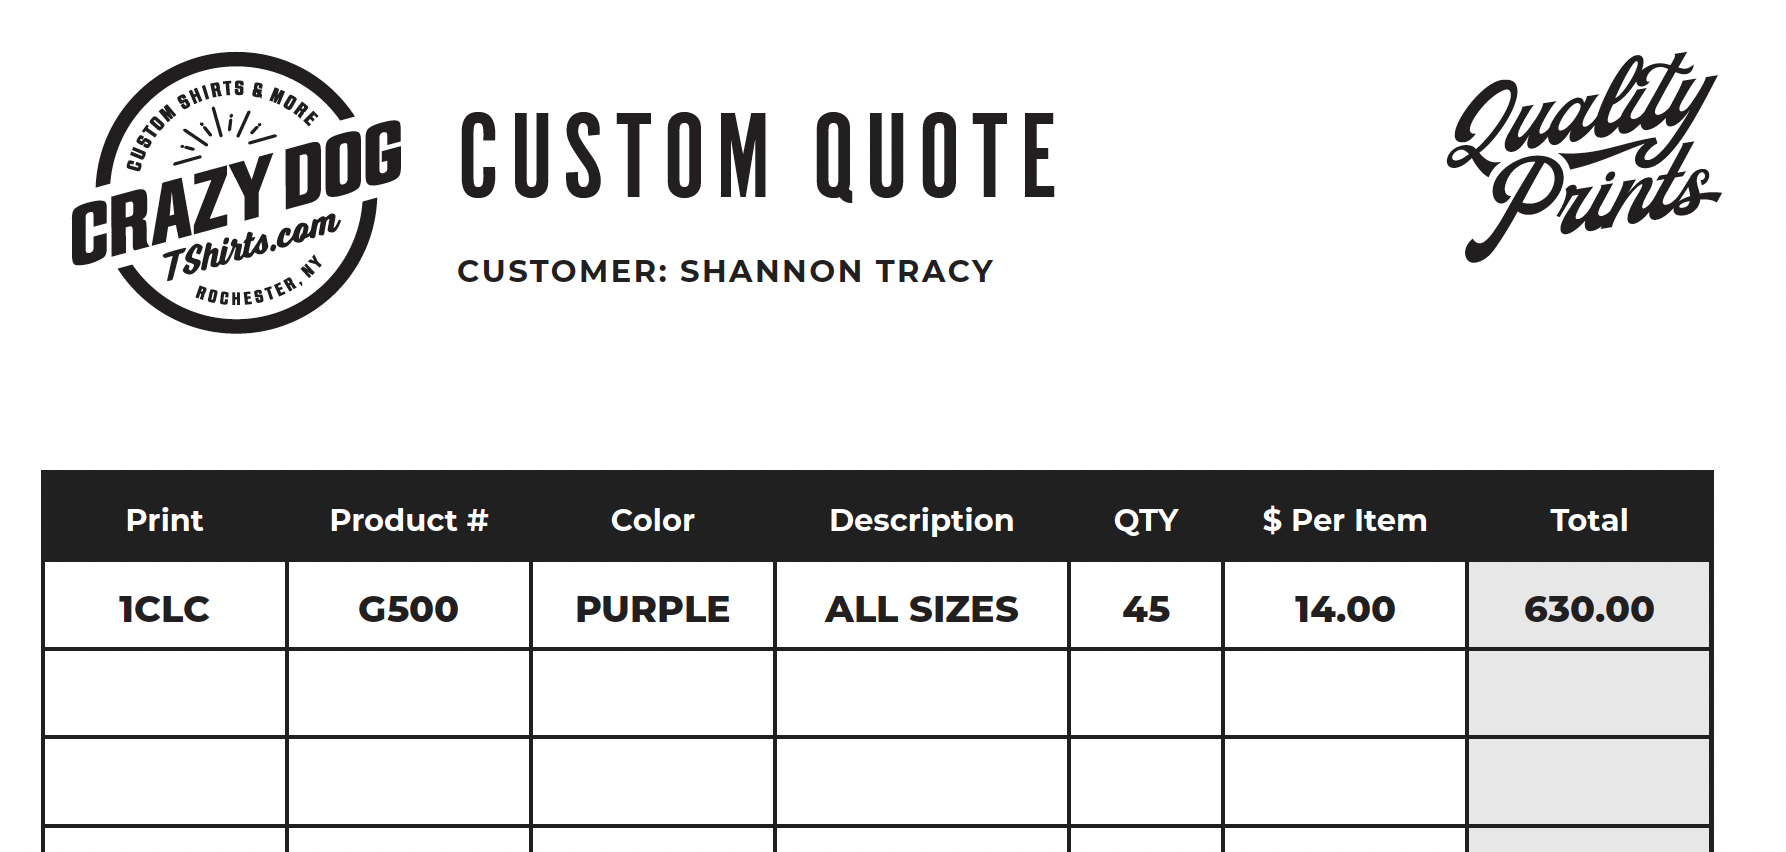 CUSTOM SHIRTS & MORE
CRAZY DOG
TShirts.com
ROCHESTER, NY
CUSTOM QUOTE
CUSTOMER: SHANNON TRACY
Quality
Prints
Print Product # Color Description QTY $ Per Item Total
1CLC G500 PURPLE ALL SIZES 45 14.00 630.00